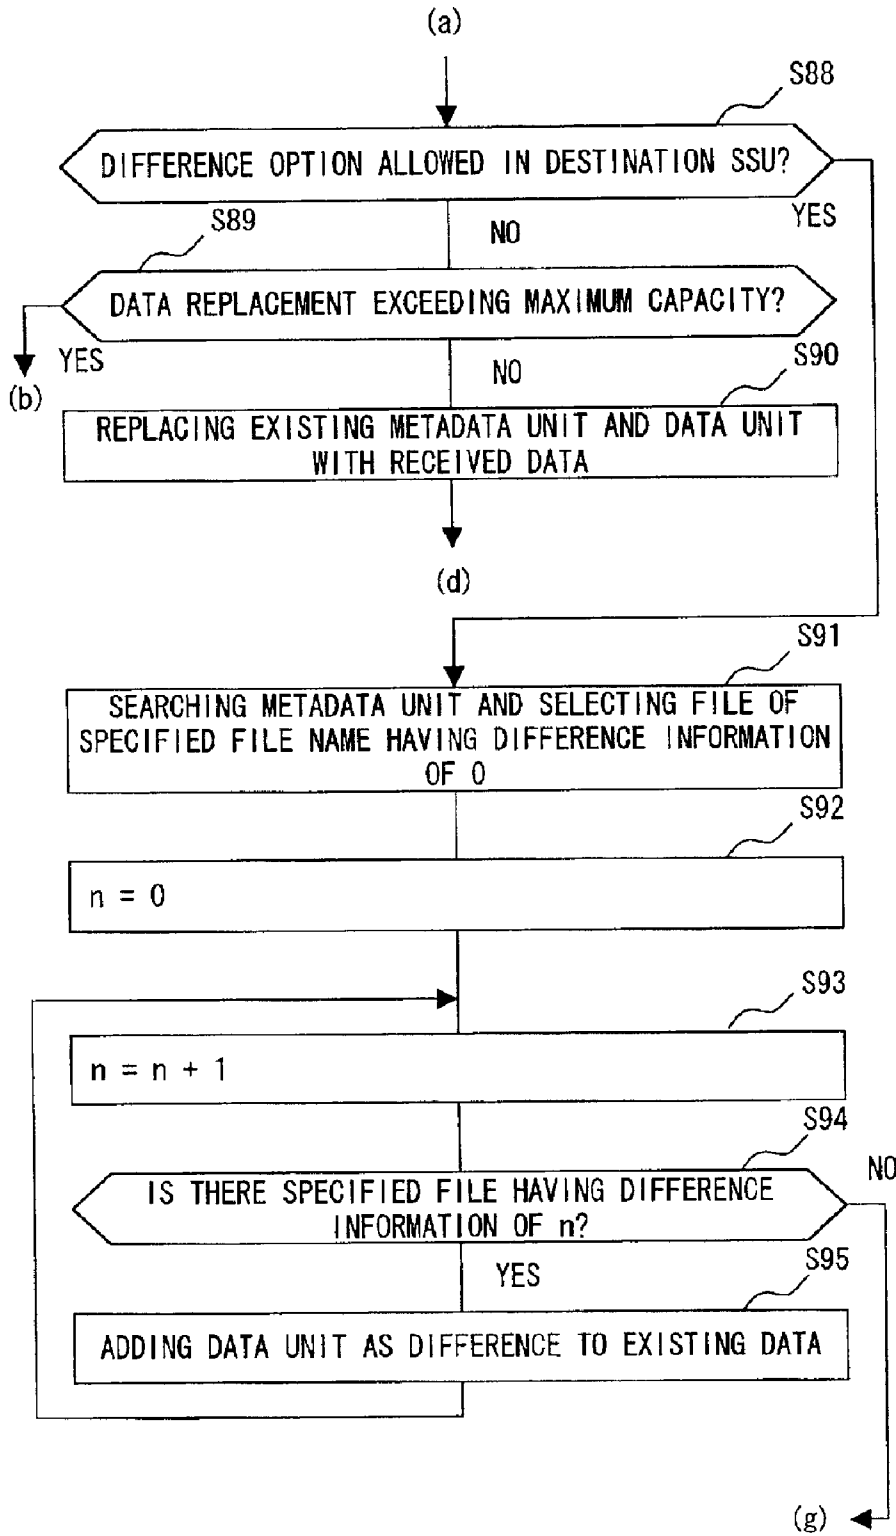 (a)
S88
DIFFERENCE OPTION ALLOWED IN DESTINATION SSU?
YES
S89
NO
DATA REPLACEMENT EXCEEDING MAXIMUM CAPACITY?
YES
S90
NO
(b)
REPLACING EXISTING METADATA UNIT AND DATA UNIT
WITH RECEIVED DATA
(d)
S91
SEARCHING METADATA UNIT AND SELECTING FILE OF
SPECIFIED FILE NAME HAVING DIFFERENCE INFORMATION
OF 0
S92
n = 0
S93
n = n + 1
S94
NO
IS THERE SPECIFIED FILE HAVING DIFFERENCE
INFORMATION OF n?
S95
YES
ADDING DATA UNIT AS DIFFERENCE TO EXISTING DATA
(g)